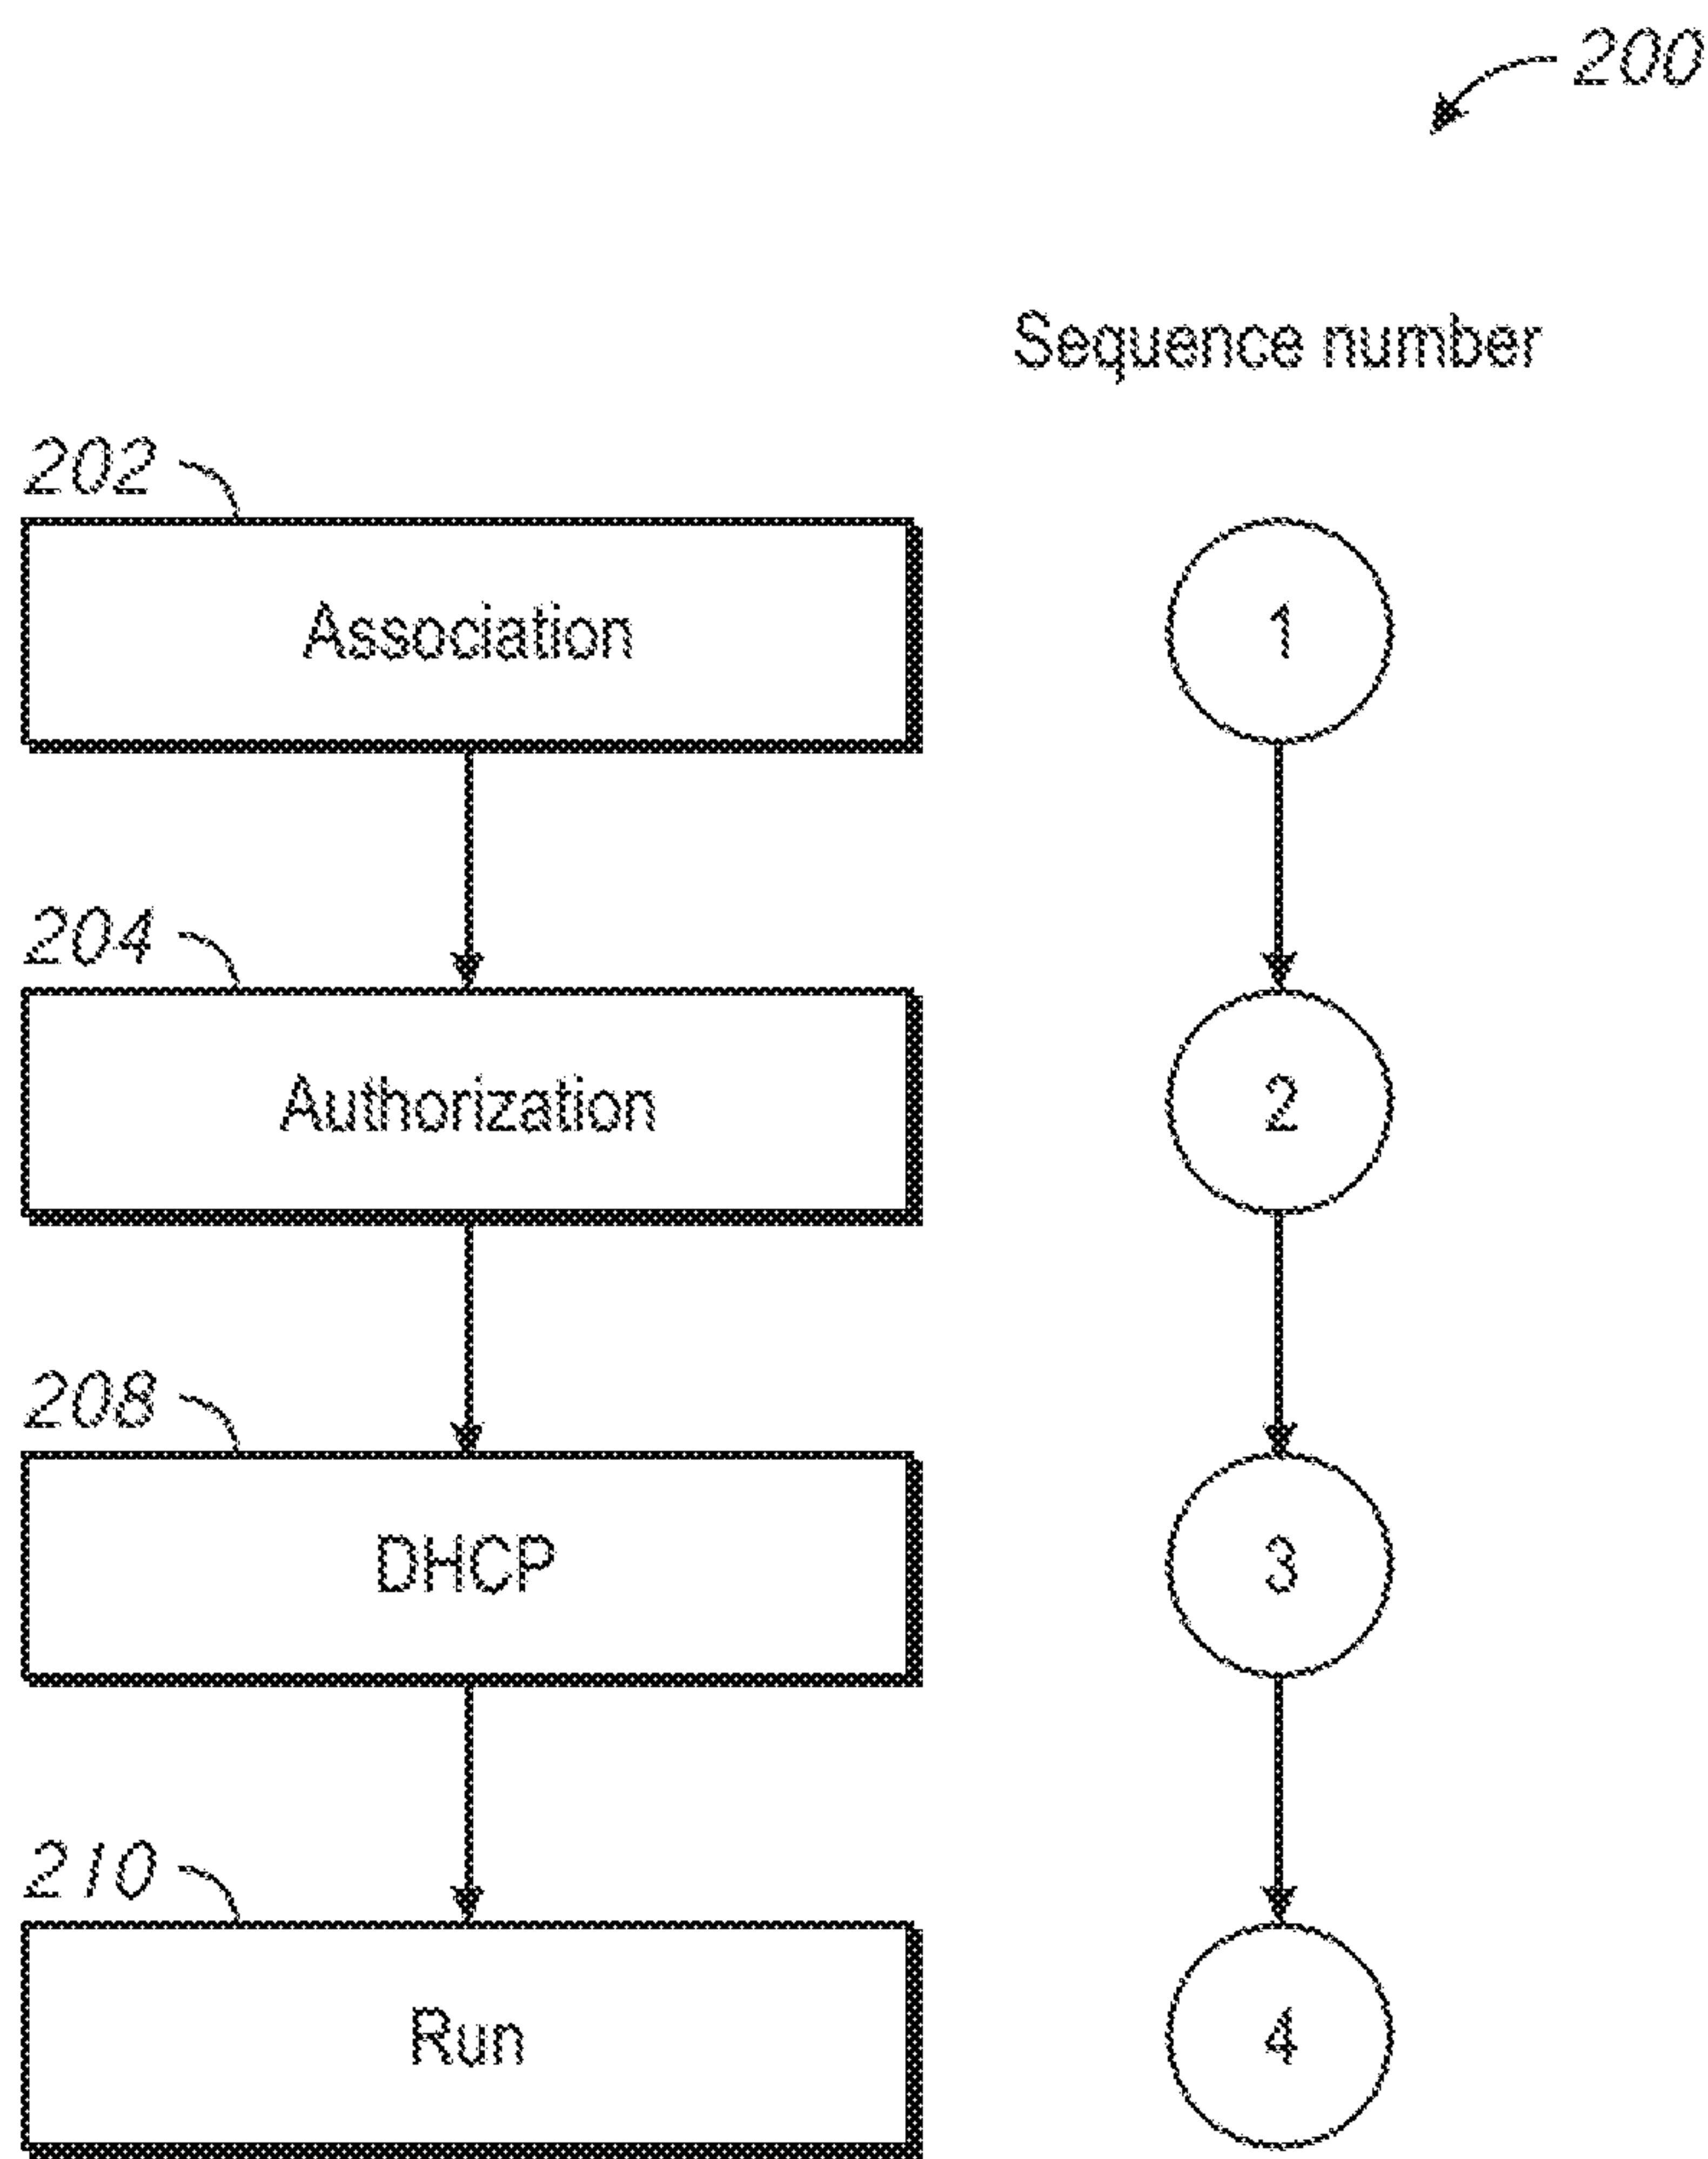 200
Sequence number
202
Association
1
204
Authorization
2
208
DHCP
3
210
Run
4